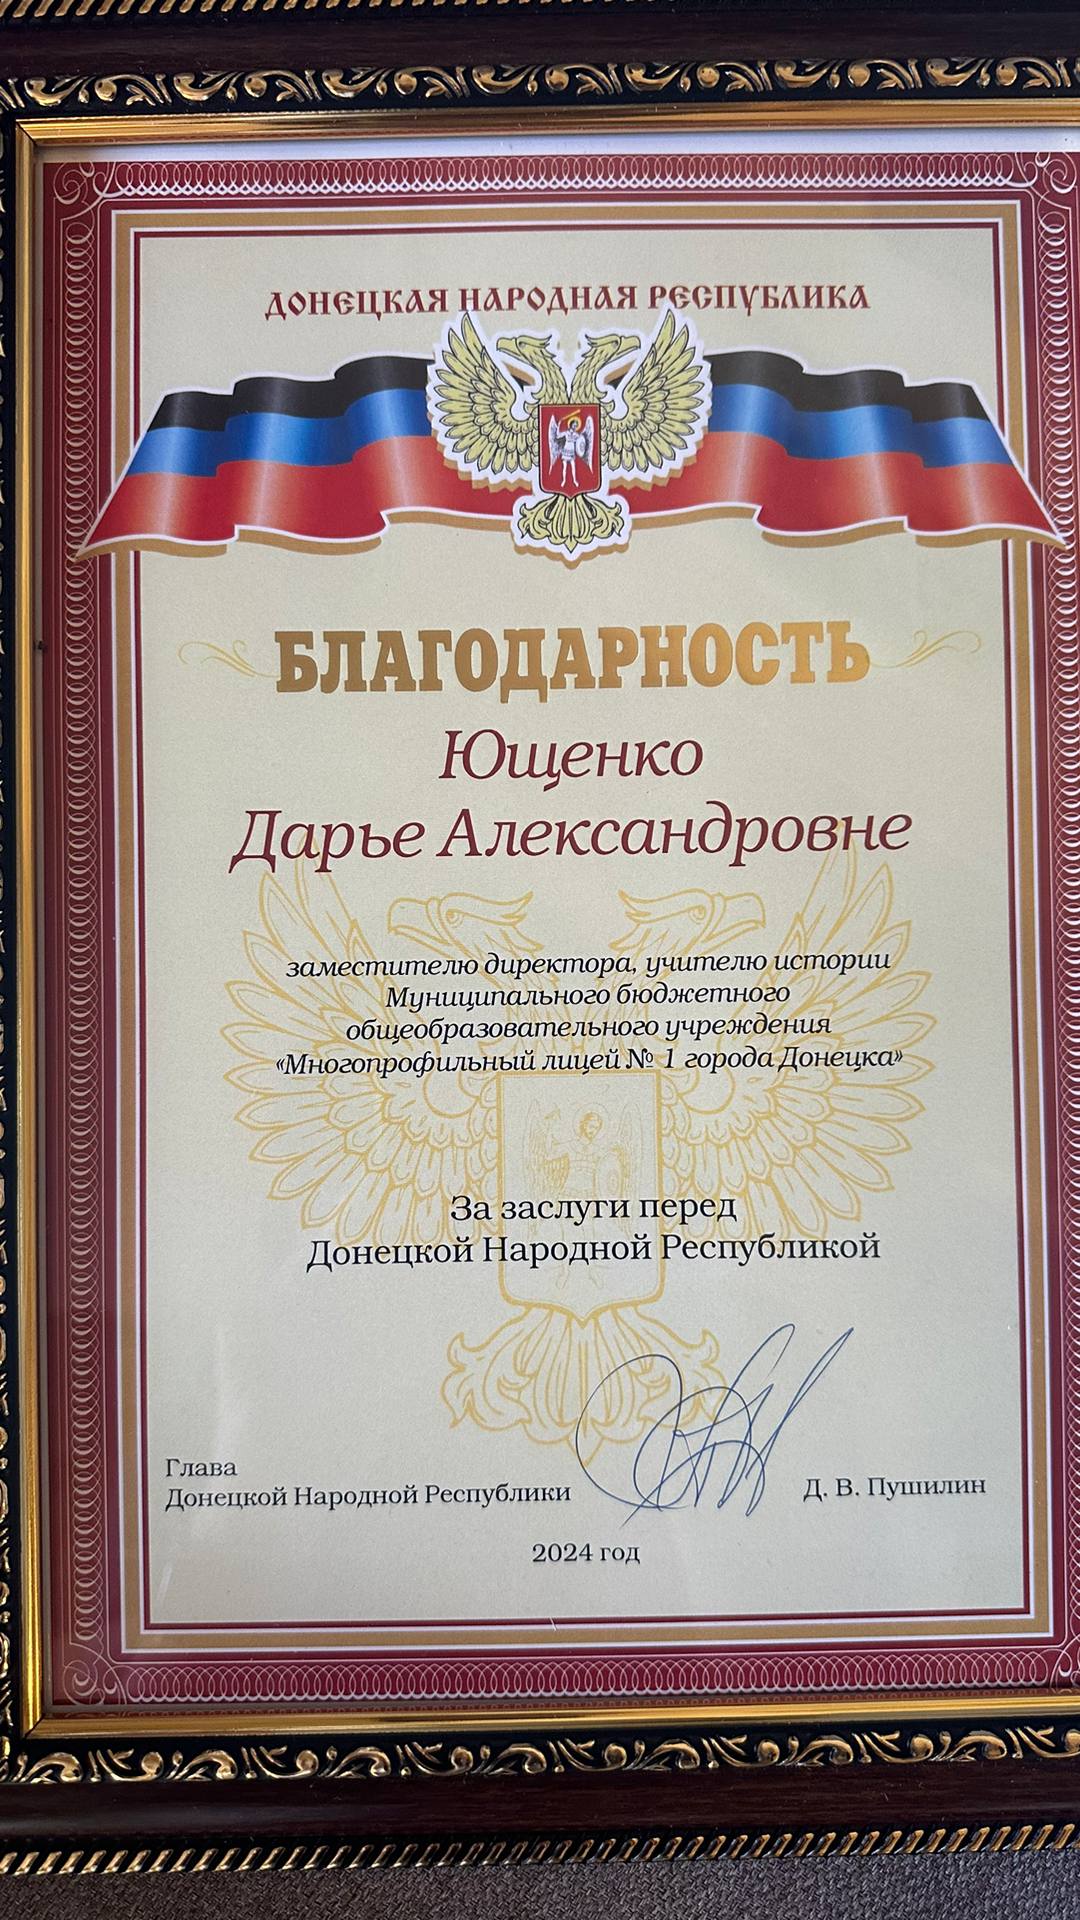 ДОНЕЦКАЯ НАРОДНАЯ РЕСПУБЛИКА
БЛАГОДАРНОСТЬ
Ющенко
Дарье Александровне
заместителю директора, учителю истории
Муниципального бюджетного
общеобразовательного учреждения
«Многопрофильный лицей № 1 города Донецка»
За заслуги перед
Донецкой Народной Республикой
Глава
Донецкой Народной Республики
Д. В. Пушилин
2024 год